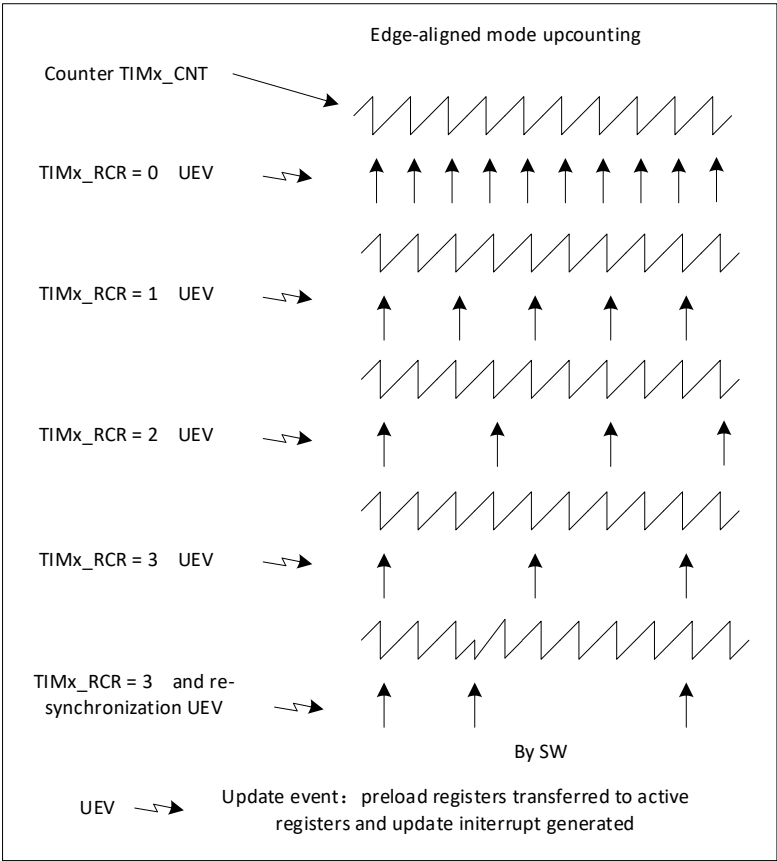 Edge-aligned mode upcounting
Counter TIMx_CNT
TIMx_RCR = 0 UEV
TIMx_RCR = 1 UEV
TIMx_RCR = 2 UEV
TIMx_RCR = 3 UEV
TIMx_RCR = 3 and re-
synchronization UEV
By SW
UEV
Update event：preload registers transferred to active
registers and update initerrupt generated